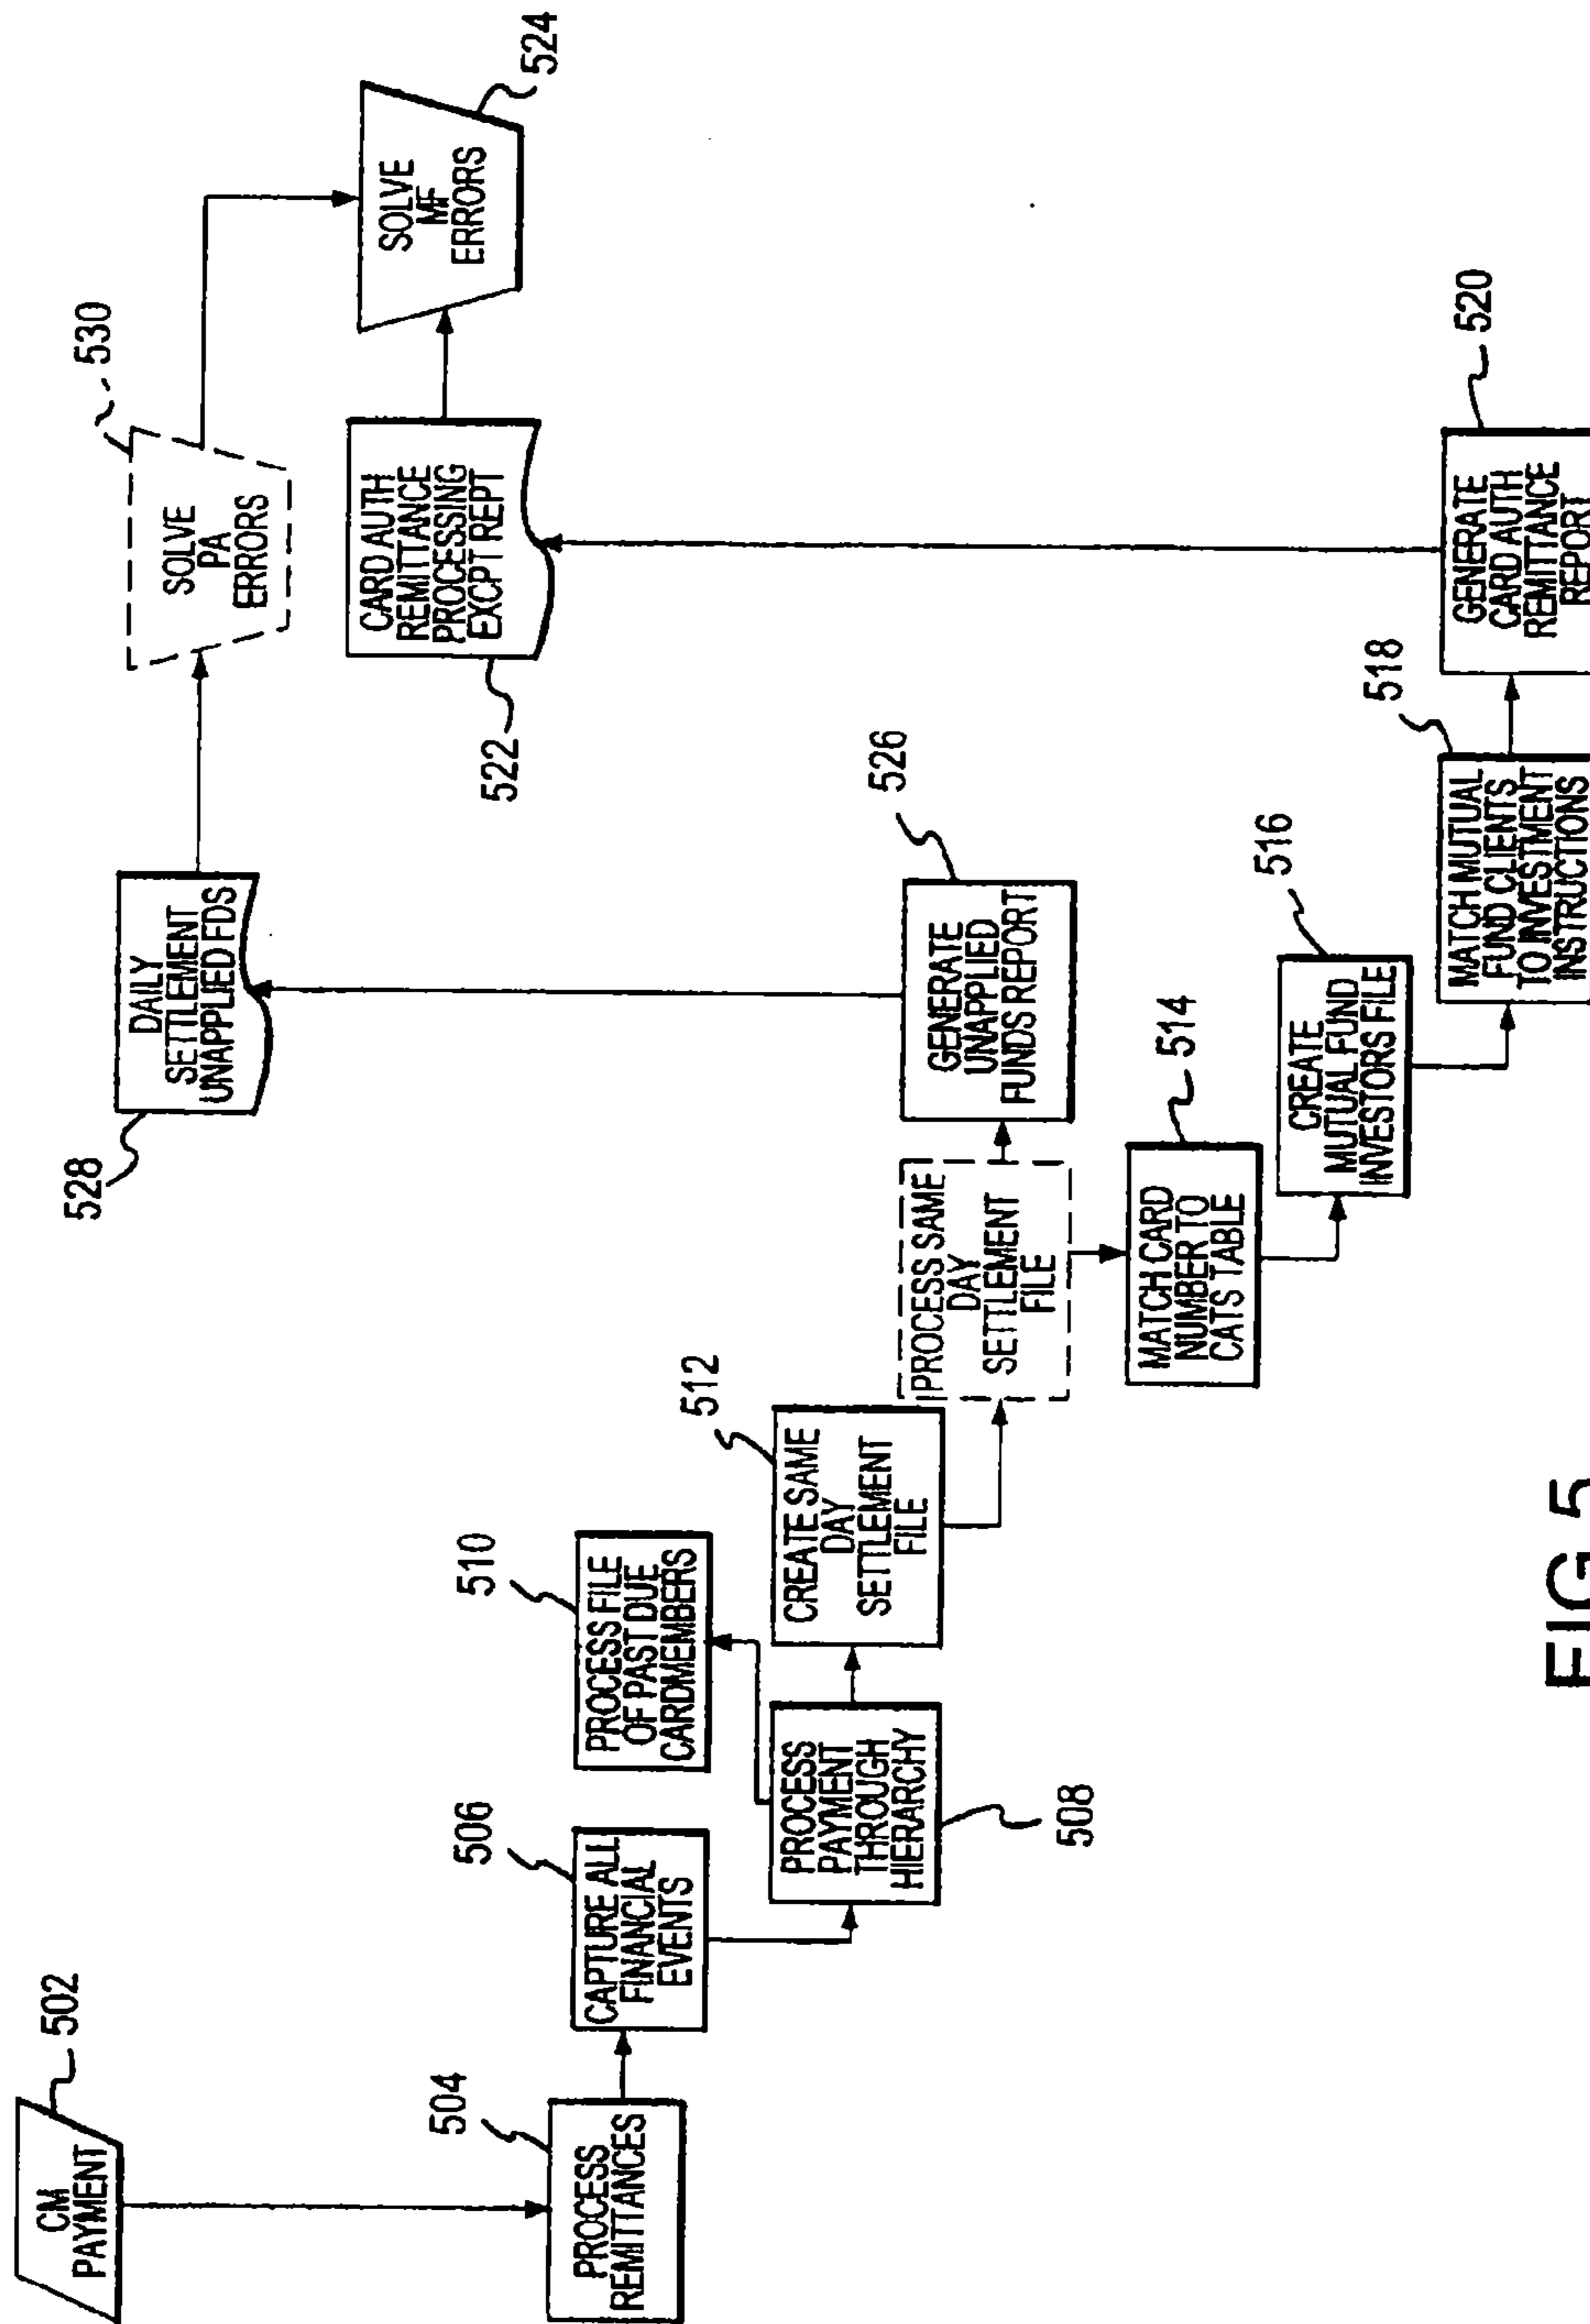 CM
PAYMENT
502
504
PROCESS
REMITTANCES
506
CAPTURE ALL
FINANCIAL
EVENTS
PROCESS
PAYMENT
THROUGH
HIERARCHY
508
510
PROCESS FILE
OF PAST DUE
CARDMEMBERS
512
CREATE SAME
DAY
SETTLEMENT
FILE
PROCESS SAME
DAY
SETTLEMENT
FILE
MATCH CARD
NUMBER TO
CATS TABLE
514
CREATE
MUTUAL FUND
INVESTORS FILE
516
MATCH MUTUAL
FUND CLIENTS
TO INVESTMENT
INSTRUCTIONS
518
GENERATE
CARD AUTH
REMITTANCE
REPORT
520
CARD AUTH
REMITTANCE
PROCESSING
EXCPT REPT
522
SOLVE
MF
ERRORS
524
GENERATE
UNAPPLIED
FUNDS REPORT
526
DAILY
SETTLEMENT
UNAPPLIED FDS
528
SOLVE
PA
ERRORS
530
FIG.5